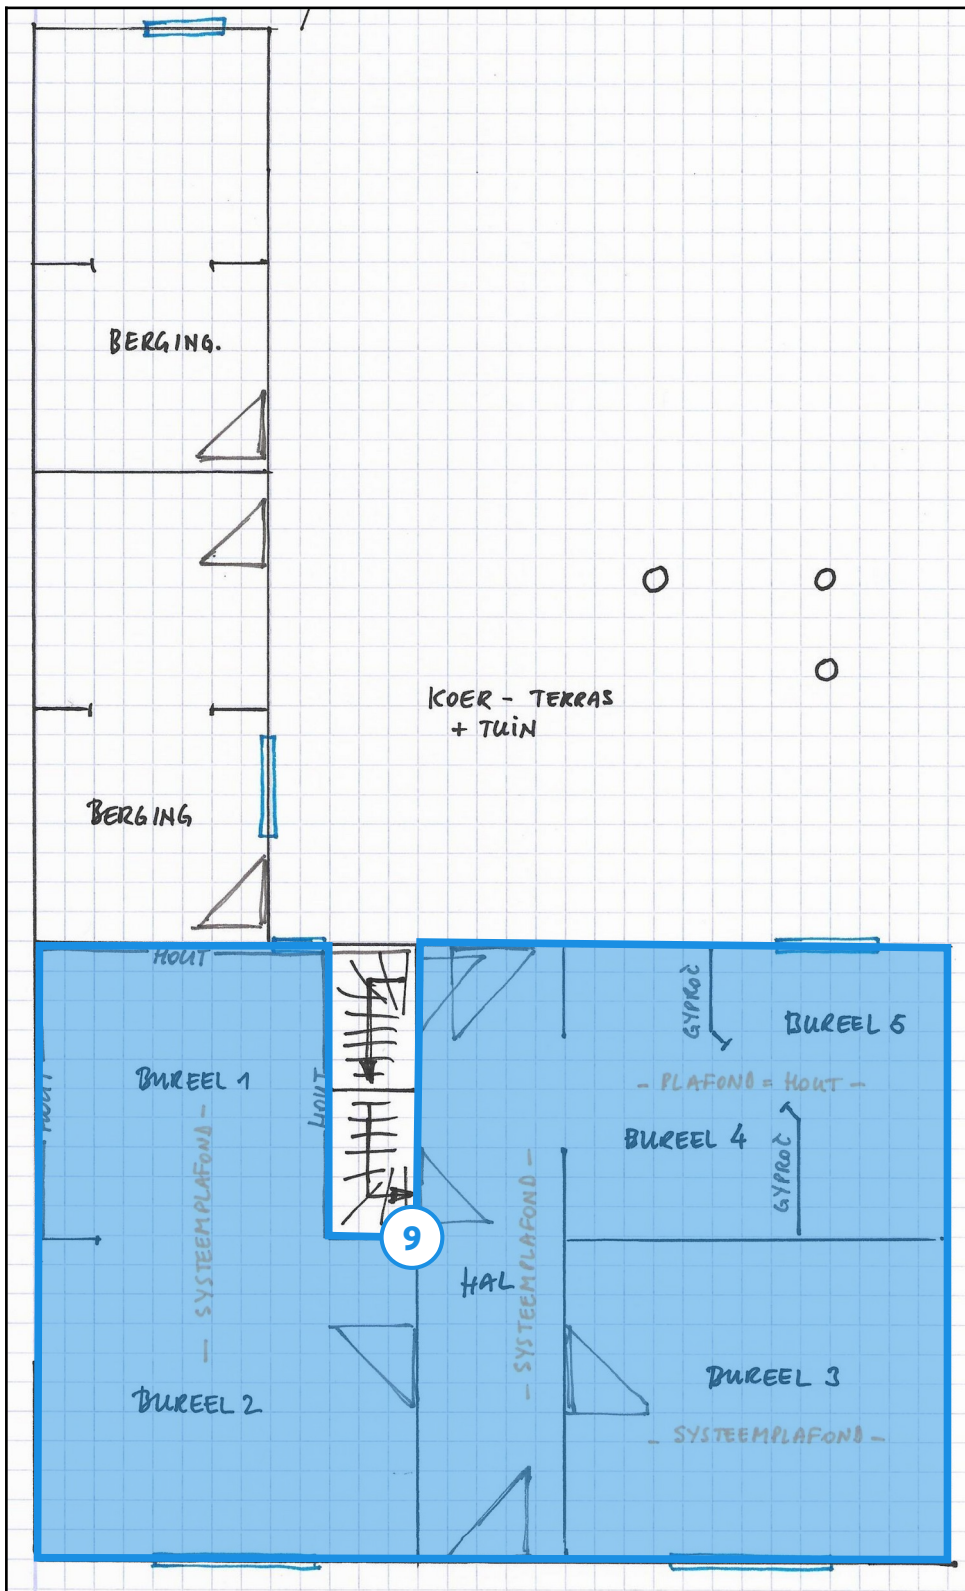 BERGING.
KOER - TERRAS
+ TUIN
BERGING
HOUT
HOUT
HOUT
BUREEL 1
- SYSTEEMPLAFOND -
BUREEL 2
9
HAL
- SYSTEEMPLAFOND -
GYPROC
BUREEL 5
- PLAFOND = HOUT -
BUREEL 4
GYPROC
BUREEL 3
- SYSTEEMPLAFOND -